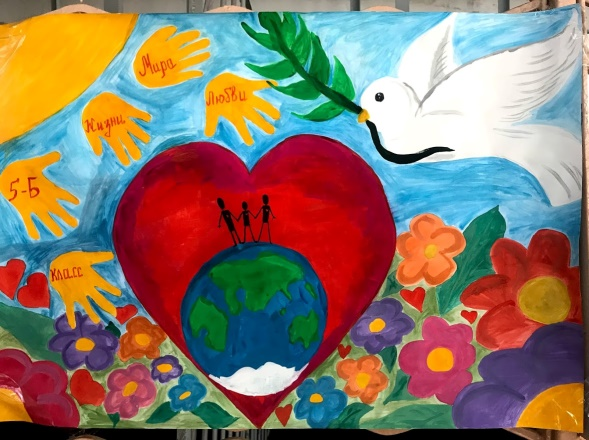 Мира
Любви
Жизни
5-Б
класс